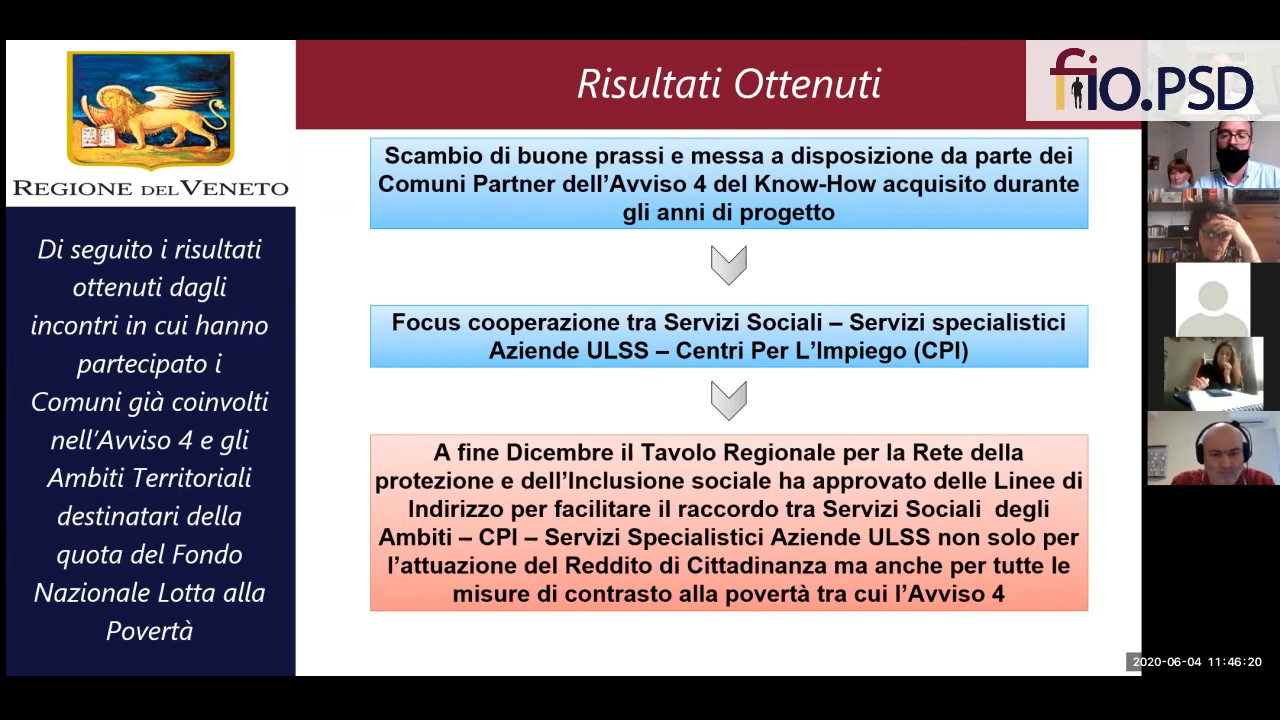 REGIONE DEL VENETO
Di seguito i risultati
ottenuti dagli
incontri in cui hanno
partecipato i
Comuni già coinvolti
nell'Avviso 4 e gli
Ambiti Territoriali
destinatari della
quota del Fondo
Nazionale Lotta alla
Povertà
Risultati Ottenuti
fio.PSD
Scambio di buone prassi e messa a disposizione da parte dei
Comuni Partner dell'Avviso 4 del Know-How acquisito durante
gli anni di progetto
Focus cooperazione tra Servizi Sociali – Servizi specialistici
Aziende ULSS – Centri Per L'Impiego (CPI)
A fine Dicembre il Tavolo Regionale per la Rete della
protezione e dell'Inclusione sociale ha approvato delle Linee di
Indirizzo per facilitare il raccordo tra Servizi Sociali degli
Ambiti – CPI – Servizi Specialistici Aziende ULSS non solo per
l'attuazione del Reddito di Cittadinanza ma anche per tutte le
misure di contrasto alla povertà tra cui l'Avviso 4
2020-06-04 11:46:20